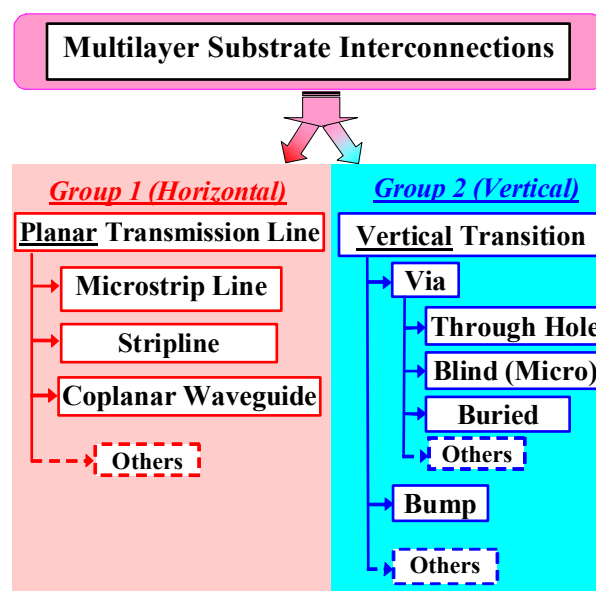 Multilayer Substrate Interconnections
Group 1 (Horizontal)
Planar Transmission Line
Microstrip Line
Stripline
Coplanar Waveguide
Others
Group 2 (Vertical)
Vertical Transition
Via
Through Hole
Blind (Micro)
Buried
Others
Bump
Others